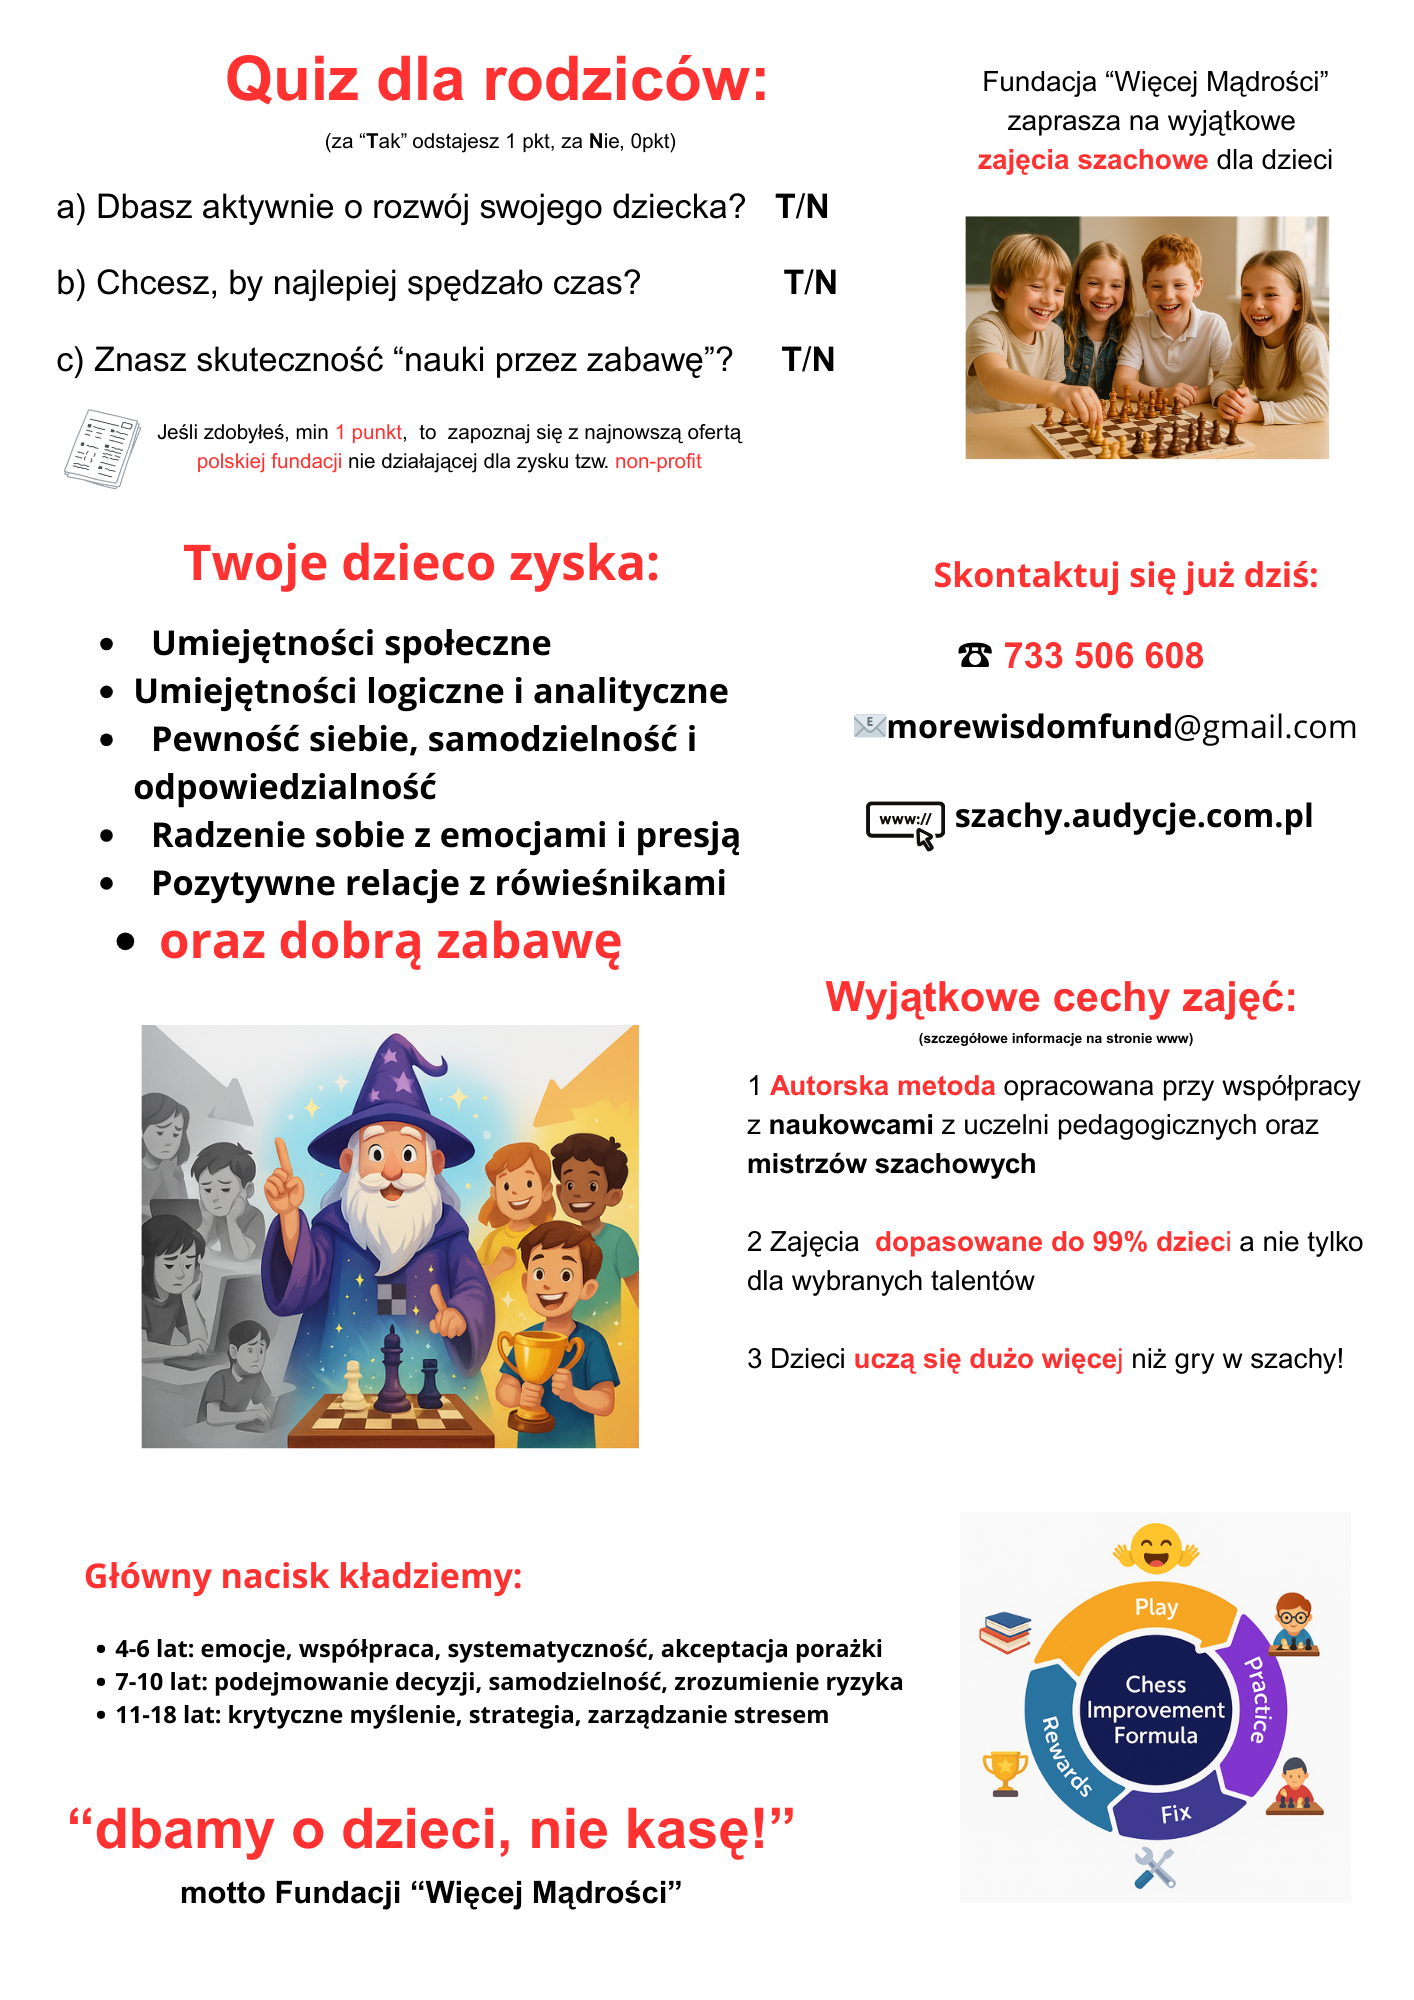 Quiz dla rodziców:
(za “Tak” odstajesz 1 pkt, za Nie, 0pkt)
a) Dbasz aktywnie o rozwój swojego dziecka? T/N
b) Chcesz, by najlepiej spędzało czas? T/N
c) Znasz skuteczność “nauki przez zabawę”? T/N
Jeśli zdobyłeś, min 1 punkt, to zapoznaj się z najnowszą ofertą
polskiej fundacji nie działającej dla zysku tzw. non-profit
Fundacja “Więcej Mądrości”
zaprasza na wyjątkowe
zajęcia szachowe dla dzieci
Twoje dzieco zyska:
• Umiejętności społeczne
• Umiejętności logiczne i analityczne
• Pewność siebie, samodzielność i
odpowiedzialność
• Radzenie sobie z emocjami i presją
• Pozytywne relacje z rówieśnikami
• oraz dobrą zabawę
Skontaktuj się już dziś:
☎ 733 506 608
E morewisdomfund@gmail.com
www:// szachy.audycje.com.pl
Wyjątkowe cechy zajęć:
(szczegółowe informacje na stronie www)
1 Autorska metoda opracowana przy współpracy
z naukowcami z uczelni pedagogicznych oraz
mistrzów szachowych
2 Zajęcia dopasowane do 99% dzieci a nie tylko
dla wybranych talentów
3 Dzieci uczą się dużo więcej niż gry w szachy!
Główny nacisk kładziemy:
• 4-6 lat: emocje, współpraca, systematyczność, akceptacja porażki
• 7-10 lat: podejmowanie decyzji, samodzielność, zrozumienie ryzyka
• 11-18 lat: krytyczne myślenie, strategia, zarządzanie stresem
“dbamy o dzieci, nie kasę!”
motto Fundacji “Więcej Mądrości”
Play
Practice
Fix
Rewards
Chess
Improvement
Formula